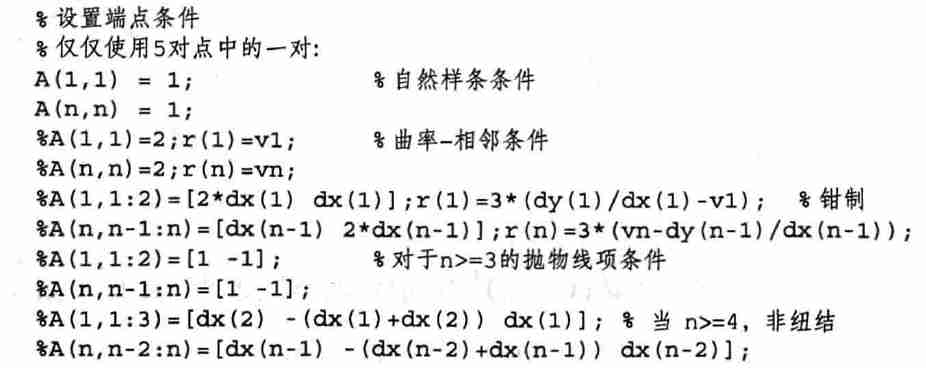 % 设置端点条件
% 仅仅使用5对点中的一对:
A(1,1) = 1; % 自然样条条件
A(n,n) = 1;
%A(1,1)=2;r(1)=v1; % 曲率-相邻条件
%A(n,n)=2;r(n)=vn;
%A(1,1:2)=[2*dx(1) dx(1)];r(1)=3*(dy(1)/dx(1)-v1); % 钳制
%A(n,n-1:n)=[dx(n-1) 2*dx(n-1)];r(n)=3*(vn-dy(n-1)/dx(n-1));
%A(1,1:2)=[1 -1]; % 对于n>=3的抛物线项条件
%A(n,n-1:n)=[1 -1];
%A(1,1:3)=[dx(2) -(dx(1)+dx(2)) dx(1)]; % 当 n>=4, 非纽结
%A(n,n-2:n)=[dx(n-1) -(dx(n-2)+dx(n-1)) dx(n-2)];